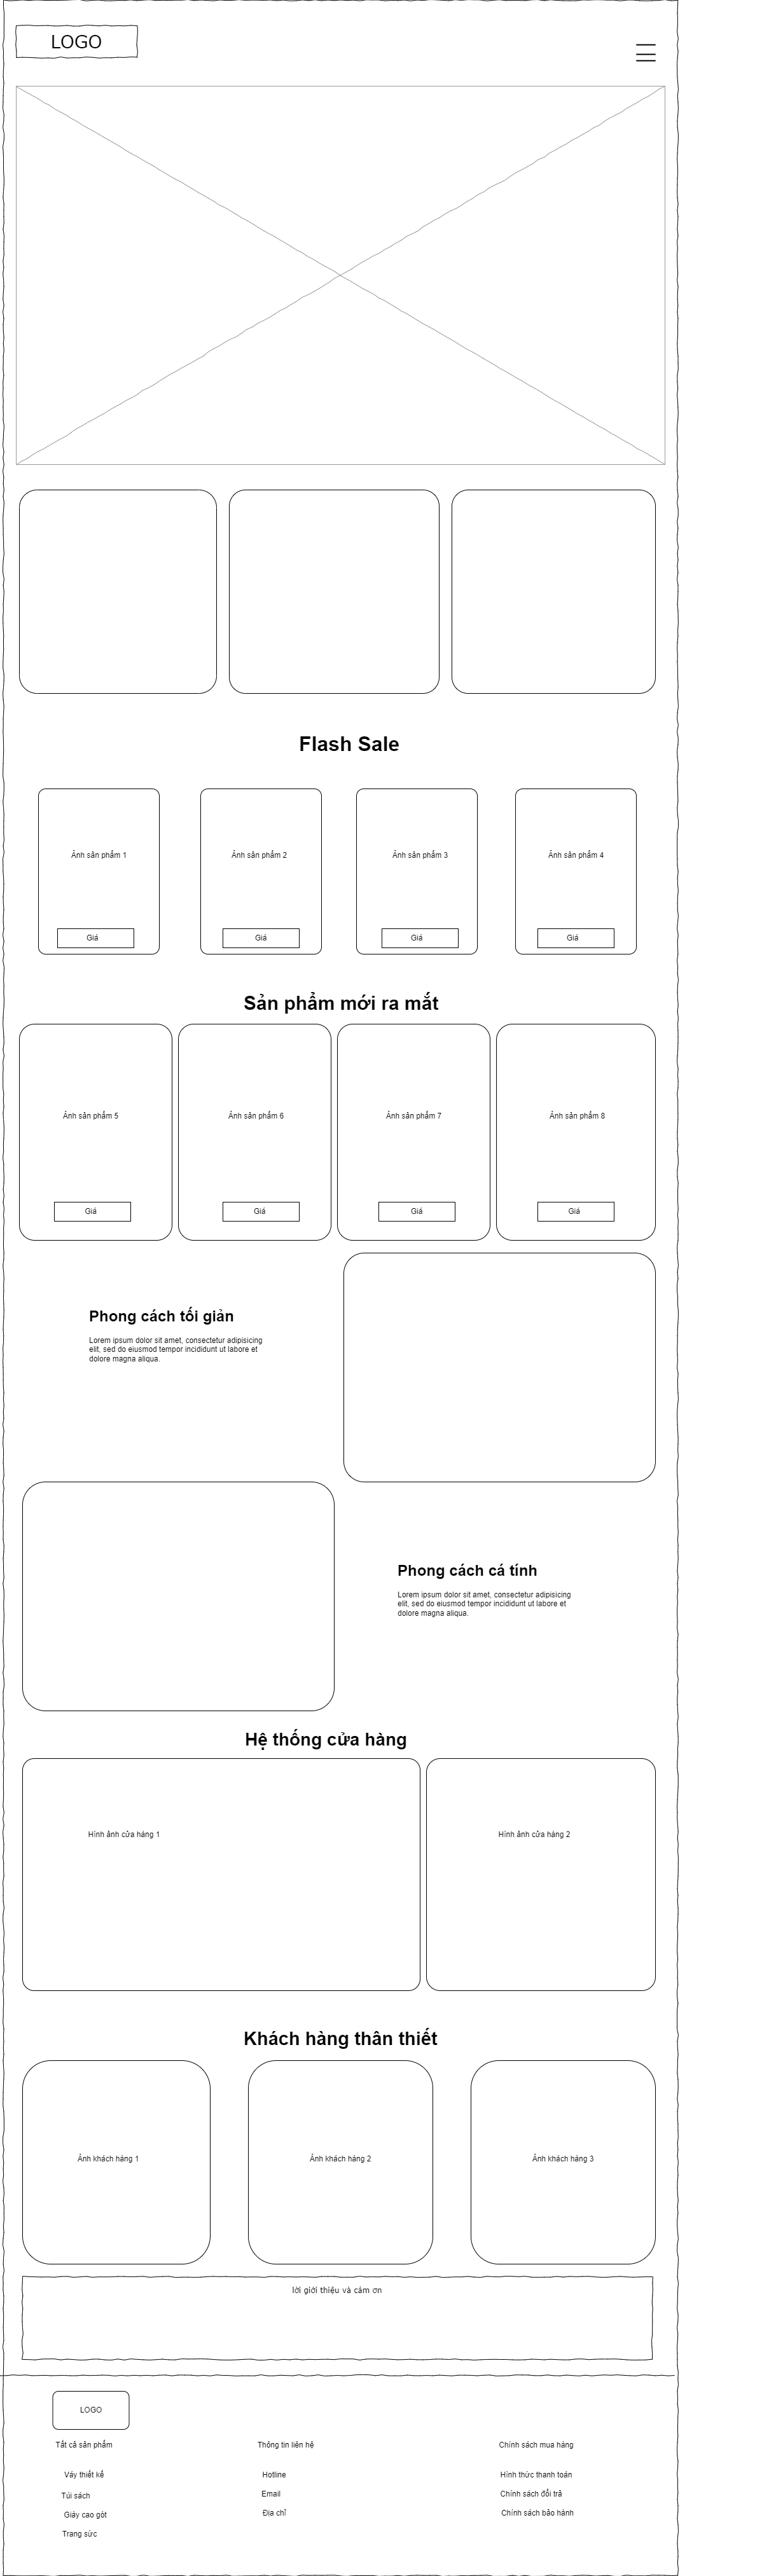 LOGO
Flash Sale
Ảnh sản phẩm 1
Ảnh sản phẩm 2
Ảnh sản phẩm 3
Ảnh sản phẩm 4
Giá
Giá
Giá
Giá
Sản phẩm mới ra mắt
Ảnh sản phẩm 5
Ảnh sản phẩm 6
Ảnh sản phẩm 7
Ảnh sản phẩm 8
Giá
Giá
Giá
Giá
Phong cách tối giản
Lorem ipsum dolor sit amet, consectetur adipisicing
elit, sed do eiusmod tempor incididunt ut labore et
dolore magna aliqua.
Phong cách cá tính
Lorem ipsum dolor sit amet, consectetur adipisicing
elit, sed do eiusmod tempor incididunt ut labore et
dolore magna aliqua.
Hệ thống cửa hàng
Hình ảnh cửa hàng 1
Hình ảnh cửa hàng 2
Khách hàng thân thiết
Ảnh khách hàng 1
Ảnh khách hàng 2
Ảnh khách hàng 3
lời giới thiệu và cám ơn
LOGO
Tất cả sản phẩm
Váy thiết kế
Túi sách
Giày cao gót
Trang sức
Thông tin liên hệ
Hotline
Email
Địa chỉ
Chính sách mua hàng
Hình thức thanh toán
Chính sách đổi trả
Chính sách bảo hành